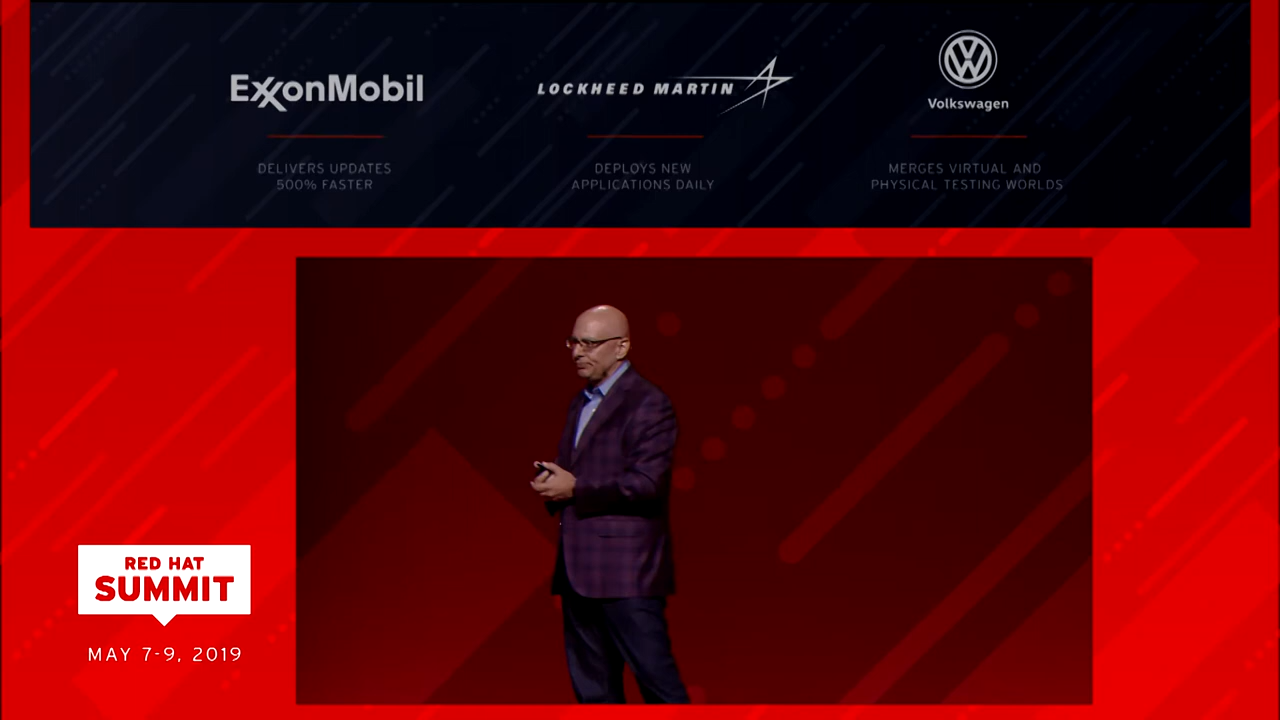 ExxonMobil
DELIVERS UPDATES
500% FASTER
LOCKHEED MARTIN
DEPLOYS NEW
APPLICATIONS DAILY
Volkswagen
MERGES VIRTUAL AND
PHYSICAL TESTING WORLDS
RED HAT
SUMMIT
MAY 7-9, 2019